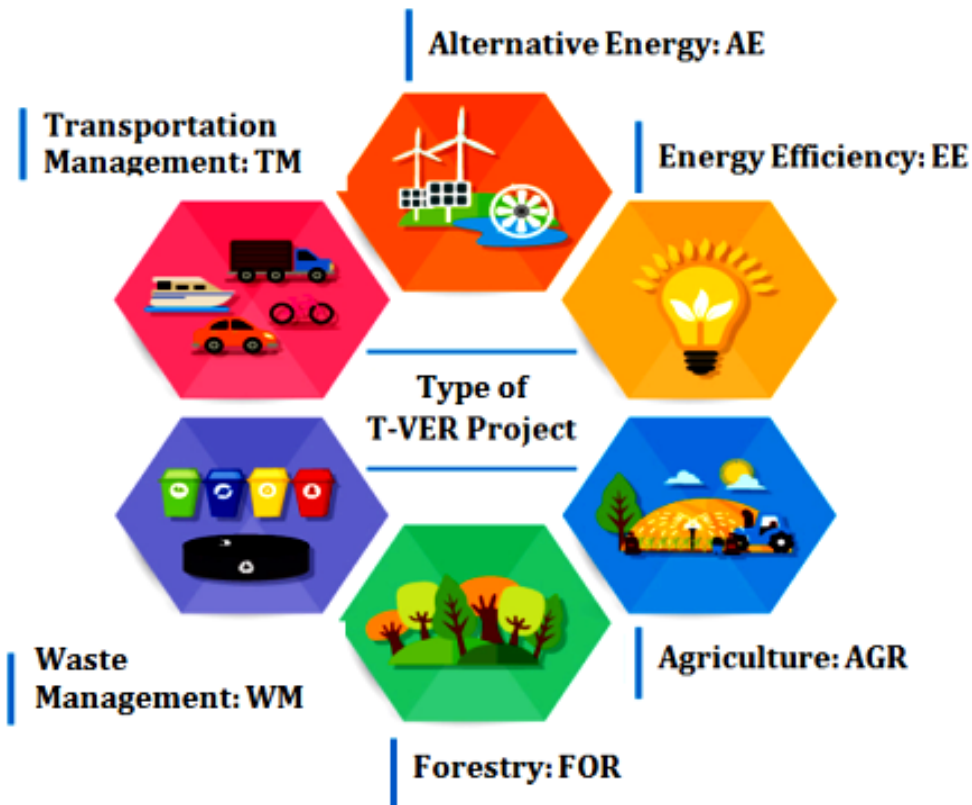 Alternative Energy: AE
Transportation
Management: TM
Energy Efficiency: EE
Type of
T-VER Project
Waste
Management: WM
Agriculture: AGR
Forestry: FOR